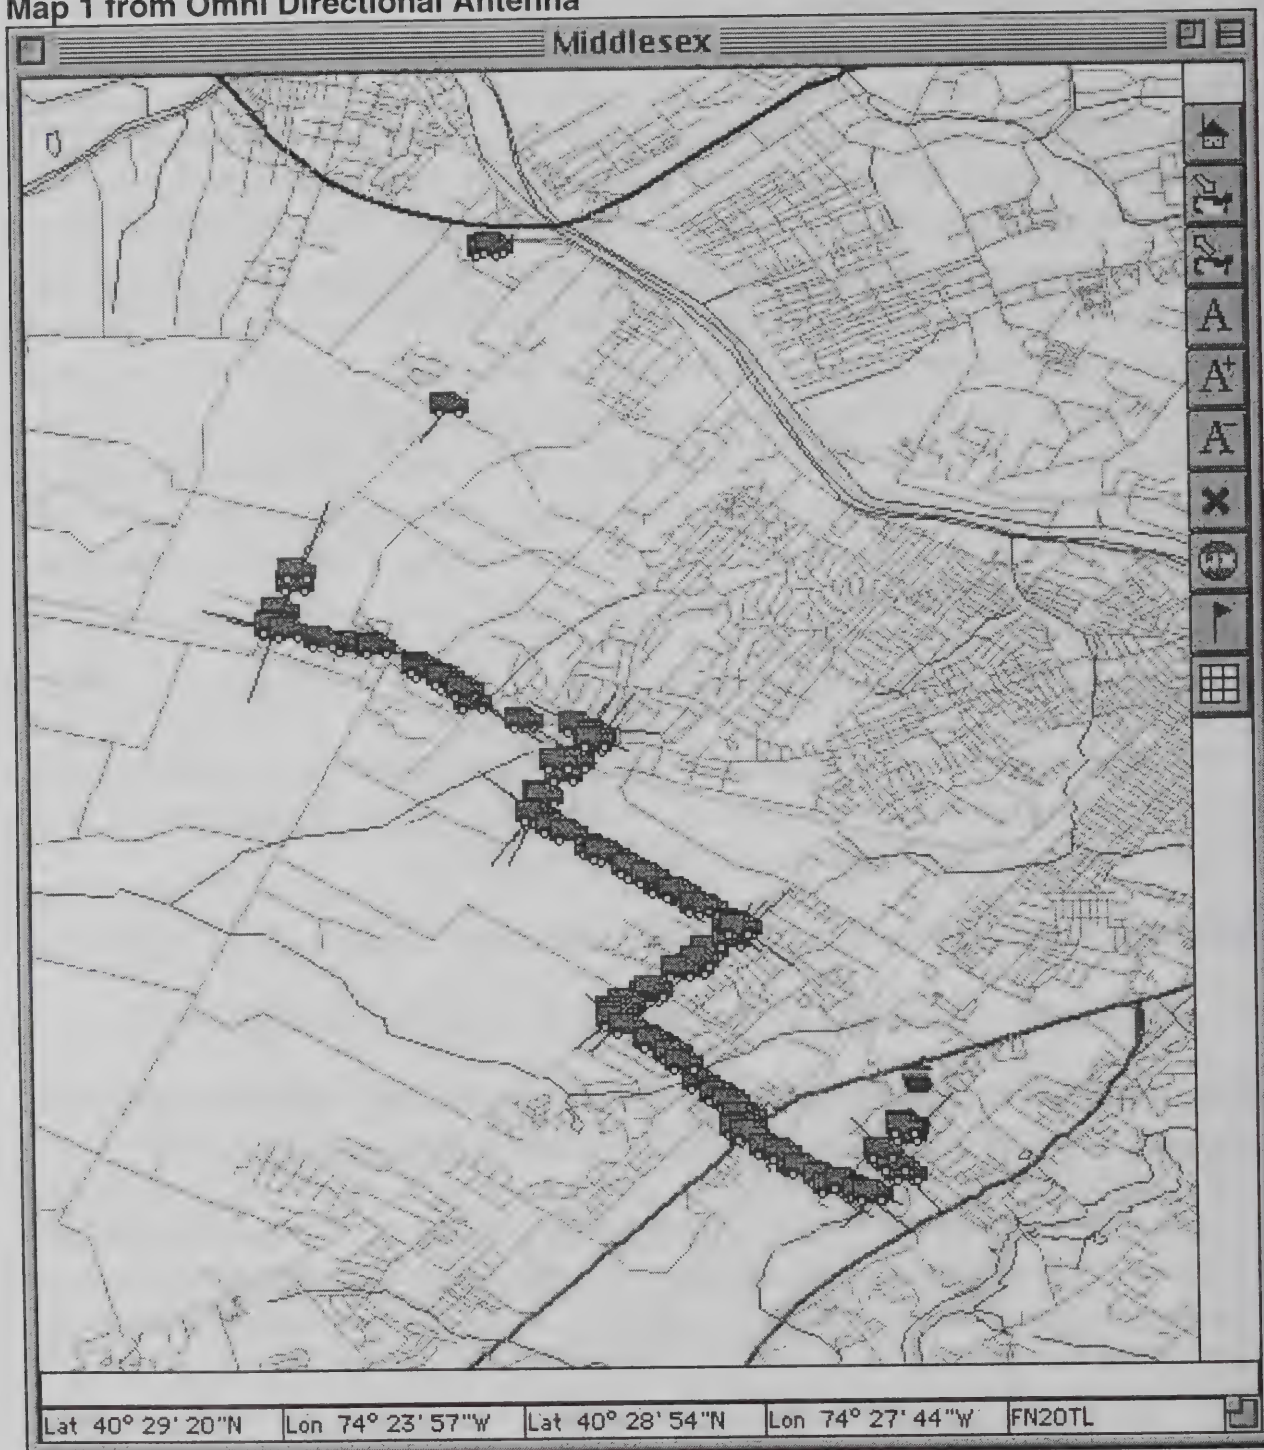 Map 1 from Omni Directional Antenna
Middlesex
A
A+
A-
Lat 40° 29' 20"N Lon 74° 23' 57"W Lat 40° 28' 54"N Lon 74° 27' 44"W FN20TL